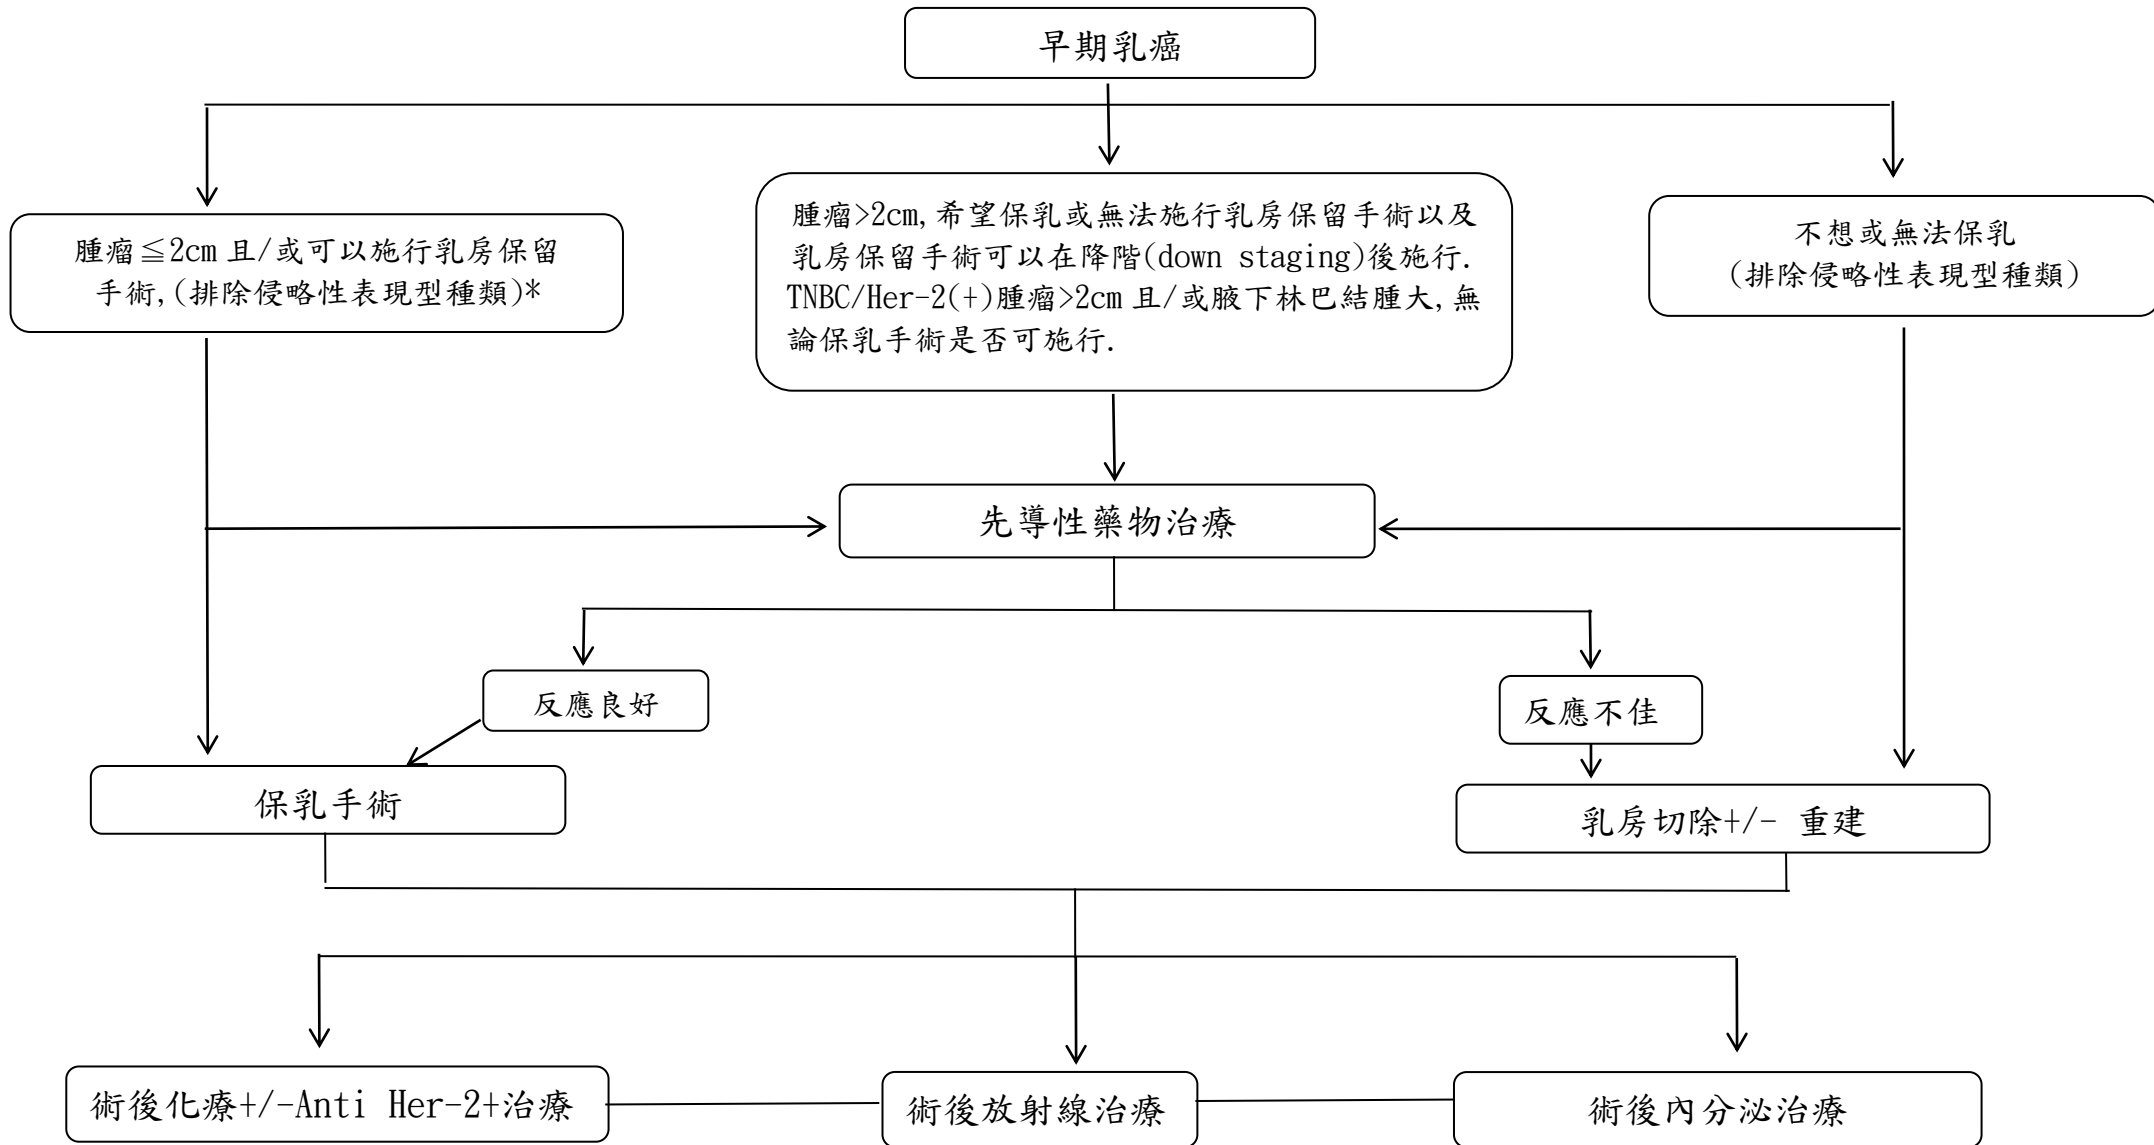 早期乳癌
腫瘤≦2cm 且/或可以施行乳房保留
手術,(排除侵略性表現型種類)*
腫瘤>2cm,希望保乳或無法施行乳房保留手術以及
乳房保留手術可以在降階(down staging)後施行.
TNBC/Her-2(+)腫瘤>2cm 且/或腋下林巴結腫大,無
論保乳手術是否可施行.
不想或無法保乳
(排除侵略性表現型種類)
先導性藥物治療
反應良好
反應不佳
保乳手術
乳房切除+/- 重建
術後化療+/-Anti Her-2+治療
術後放射線治療
術後內分泌治療